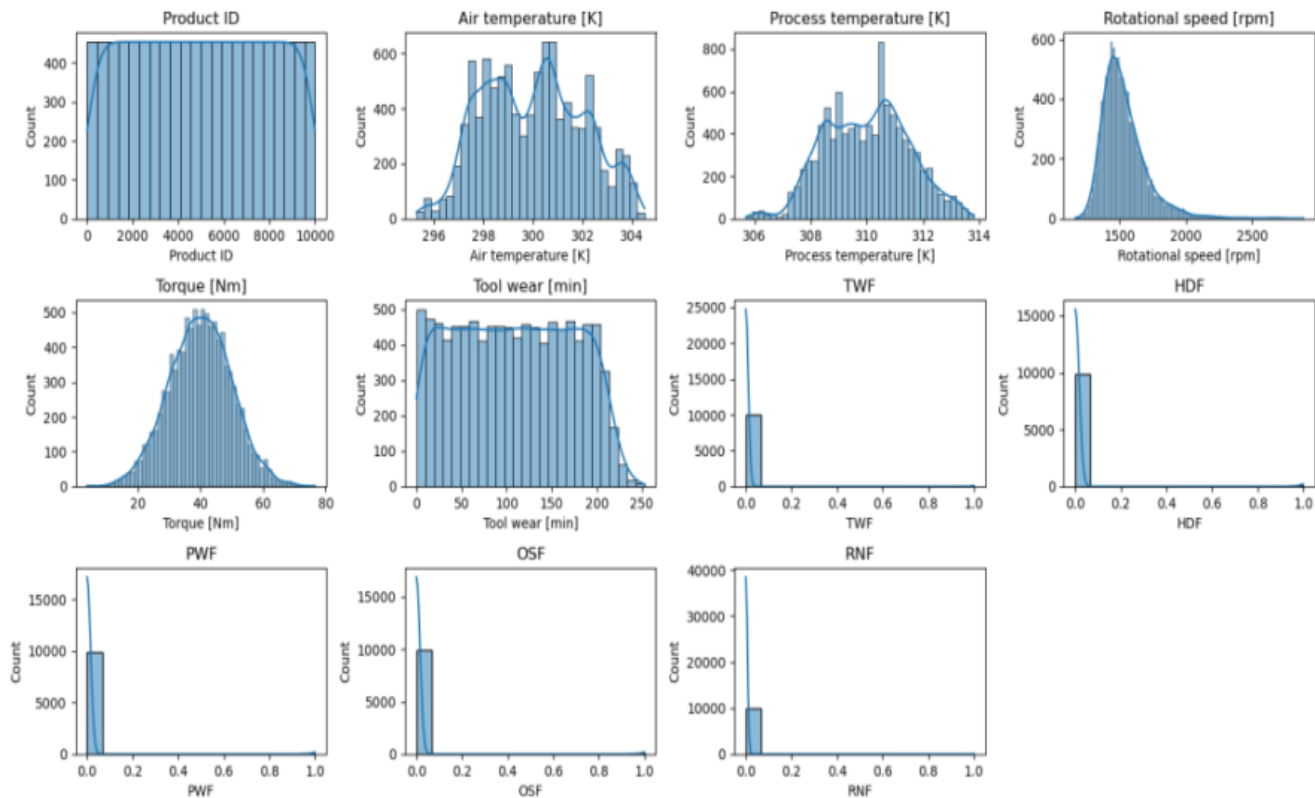 Product ID
Air temperature [K]
Process temperature [K]
Rotational speed [rpm]
400
300
200
100
0
Count
0 2000 4000 6000 8000 10000
Product ID
600
400
200
0
Count
296 298 300 302 304
Air temperature [K]
800
600
400
200
0
Count
306 308 310 312 314
Process temperature [K]
600
400
200
0
Count
1500 2000 2500
Rotational speed [rpm]
Torque [Nm]
Tool wear [min]
TWF
HDF
500
400
300
200
100
0
Count
20 40 60 80
Torque [Nm]
500
400
300
200
100
0
Count
0 50 100 150 200 250
Tool wear [min]
25000
20000
15000
10000
5000
0
Count
0.0 0.2 0.4 0.6 0.8 1.0
TWF
15000
10000
5000
0
Count
0.0 0.2 0.4 0.6 0.8 1.0
HDF
PWF
OSF
RNF
15000
10000
5000
0
Count
0.0 0.2 0.4 0.6 0.8 1.0
PWF
15000
10000
5000
0
Count
0.0 0.2 0.4 0.6 0.8 1.0
OSF
40000
30000
20000
10000
0
Count
0.0 0.2 0.4 0.6 0.8 1.0
RNF